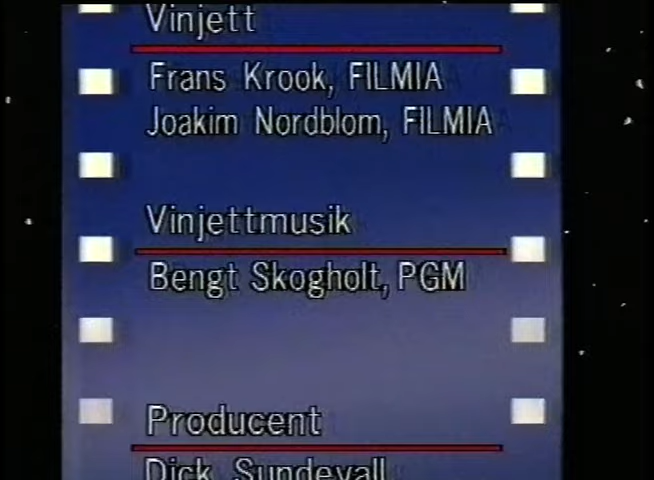 Vinjett
Frans Krook, FILMIA
Joakim Nordblom, FILMIA
Vinjettmusik
Bengt Skogholt, PGM
Producent
Dick Sundevall